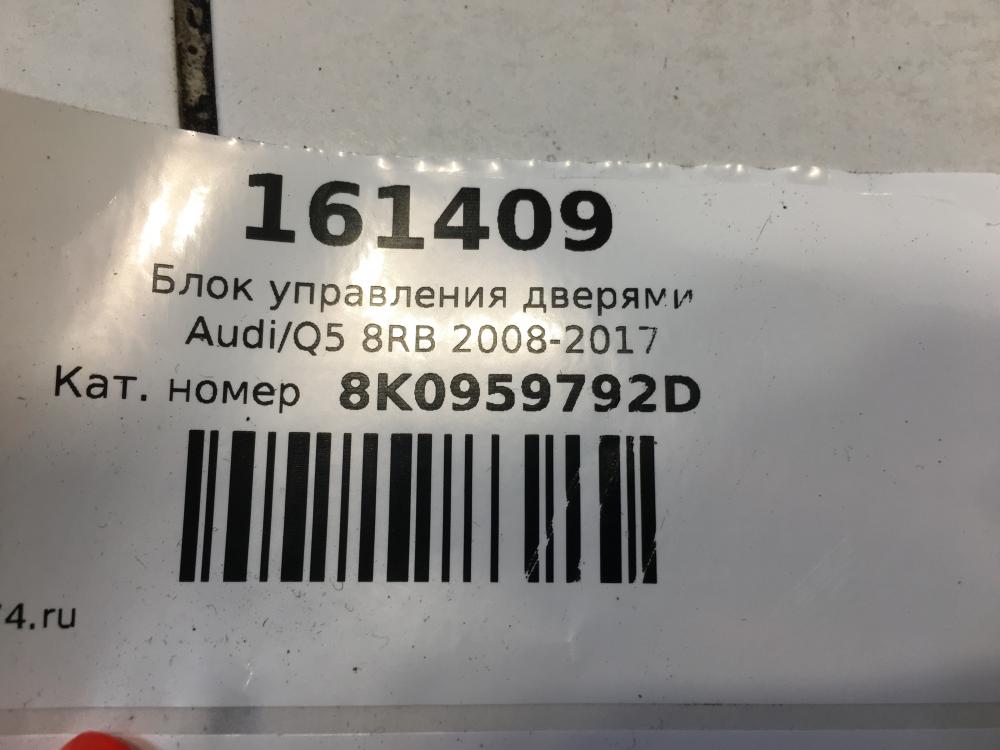 161409
Блок управления дверями
Audi/Q5 8RB 2008-2017
Кат. номер 8K0959792D
4.ru